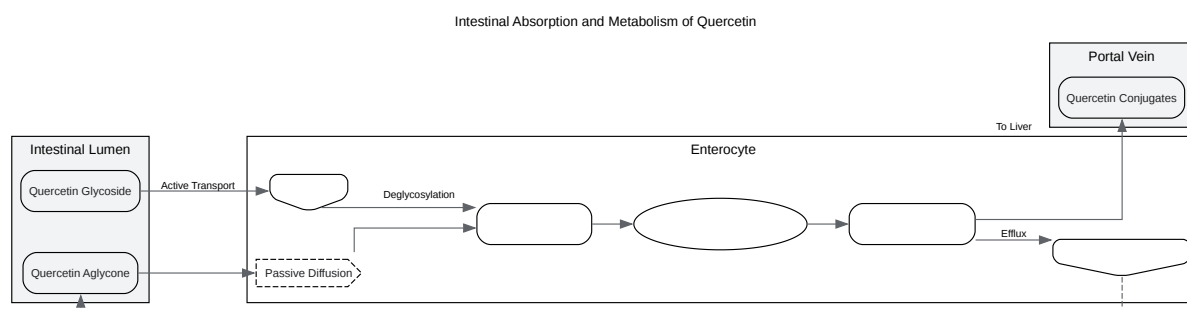 Intestinal Absorption and Metabolism of Quercetin
Portal Vein
Quercetin Conjugates
To Liver
Intestinal Lumen
Enterocyte
Quercetin Glycoside
Active Transport
Deglycosylation
Efflux
Quercetin Aglycone
Passive Diffusion